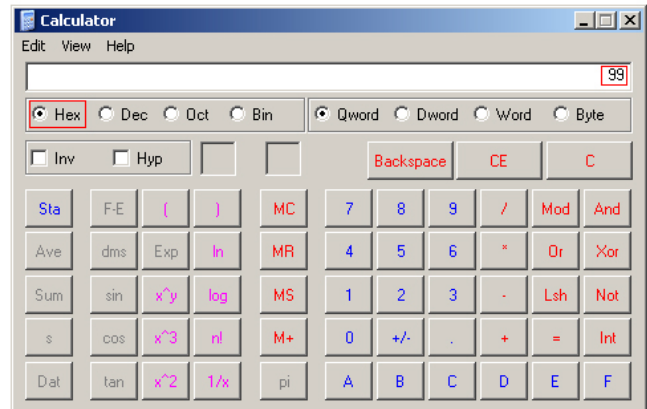 Calculator
Edit View Help
99
Hex Dec Oct Bin Qword Dword Word Byte
Inv Hyp Backspace CE C
Sta F-E ( ) MC 7 8 9 / Mod And
Ave dms Exp ln MR 4 5 6 * Or Xor
Sum sin x^y log MS 1 2 3 - Lsh Not
s cos x^3 n! M+ 0 +/- . + = Int
Dat tan x^2 1/x pi A B C D E F